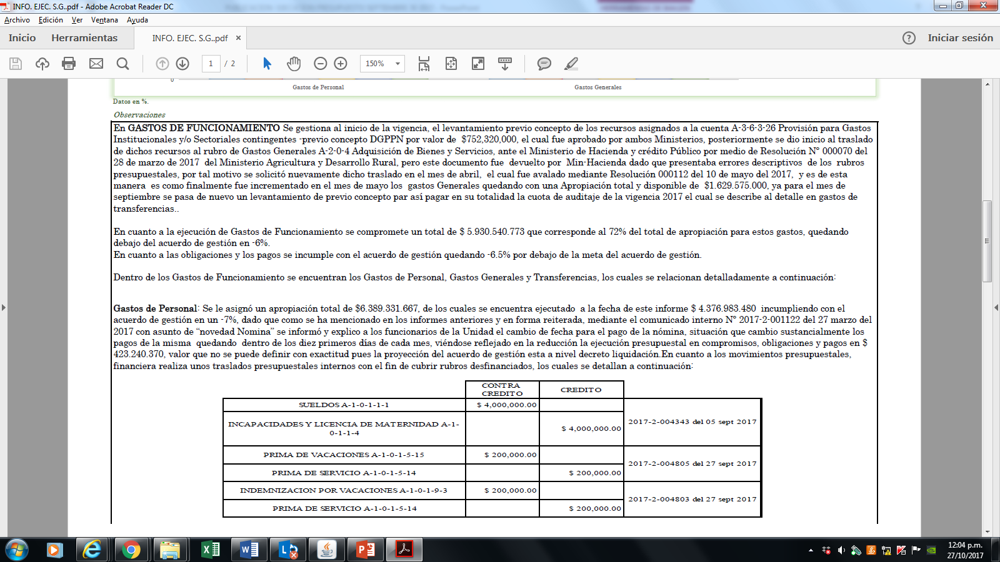 INFO. EJEC. S.G..pdf - Adobe Acrobat Reader DC
Archivo Edición Ver Ventana Ayuda
Inicio Herramientas INFO. EJEC. S.G..pdf × Iniciar sesión
1 / 2 150%
0
Gastos de Personal Gastos Generales
Datos en %.
Observaciones
En GASTOS DE FUNCIONAMIENTO Se gestiona al inicio de la vigencia, el levantamiento previo concepto de los recursos asignados a la cuenta A-3-6-3-26 Provisión para Gastos
Institucionales y/o Sectoriales contingentes -previo concepto DGPPN por valor de $752,320,000, el cual fue aprobado por ambos Ministerios, posteriormente se dio inicio al traslado
de dichos recursos al rubro de Gastos Generales A-2-0-4 Adquisición de Bienes y Servicios, ante el Ministerio de Hacienda y crédito Público por medio de Resolución N° 000070 del
28 de marzo de 2017 del Ministerio Agricultura y Desarrollo Rural, pero este documento fue devuelto por Min-Hacienda dado que presentaba errores descriptivos de los rubros
presupuestales, por tal motivo se solicitó nuevamente dicho traslado en el mes de abril, el cual fue avalado mediante Resolución 000112 del 10 de mayo del 2017, y es de esta
manera es como finalmente fue incrementado en el mes de mayo los gastos Generales quedando con una Apropiación total y disponible de $1.629.575.000, ya para el mes de
septiembre se pasa de nuevo un levantamiento de previo concepto par así pagar en su totalidad la cuota de auditaje de la vigencia 2017 el cual se describe al detalle en gastos de
transferencias..
En cuanto a la ejecución de Gastos de Funcionamiento se compromete un total de $ 5.930.540.773 que corresponde al 72% del total de apropiación para estos gastos, quedando
debajo del acuerdo de gestión en -6%.
En cuanto a las obligaciones y los pagos se incumple con el acuerdo de gestión quedando -6.5% por debajo de la meta del acuerdo de gestión.
Dentro de los Gastos de Funcionamiento se encuentran los Gastos de Personal, Gastos Generales y Transferencias, los cuales se relacionan detalladamente a continuación:
Gastos de Personal: Se le asignó un apropiación total de $6.389.331.667, de los cuales se encuentra ejecutado a la fecha de este informe $ 4.376.983.480 incumpliendo con el
acuerdo de gestión en un -7%, dado que como se ha mencionado en los informes anteriores y en forma reiterada, mediante el comunicado interno N° 2017-2-001122 del 27 marzo del
2017 con asunto de “novedad Nomina” se informó y explico a los funcionarios de la Unidad el cambio de fecha para el pago de la nómina, situación que cambio sustancialmente los
pagos de la misma quedando dentro de los diez primeros días de cada mes, viéndose reflejado en la reducción la ejecución presupuestal en compromisos, obligaciones y pagos en $
423.240.370, valor que no se puede definir con exactitud pues la proyección del acuerdo de gestión esta a nivel decreto liquidación.En cuanto a los movimientos presupuestales,
financiera realiza unos traslados presupuestales internos con el fin de cubrir rubros desfinanciados, los cuales se detallan a continuación:
CONTRA
CREDITO CREDITO
SUELDOS A-1-0-1-1-1 $ 4,000,000.00
INCAPACIDADES Y LICENCIA DE MATERNIDAD A-1-
0-1-1-4 $ 4,000,000.00 2017-2-004343 del 05 sept 2017
PRIMA DE VACACIONES A-1-0-1-5-15 $ 200,000.00
PRIMA DE SERVICIO A-1-0-1-5-14 $ 200,000.00 2017-2-004805 del 27 sept 2017
INDEMNIZACION POR VACACIONES A-1-0-1-9-3 $ 200,000.00
PRIMA DE SERVICIO A-1-0-1-5-14 $ 200,000.00 2017-2-004803 del 27 sept 2017
12:04 p.m.
27/10/2017